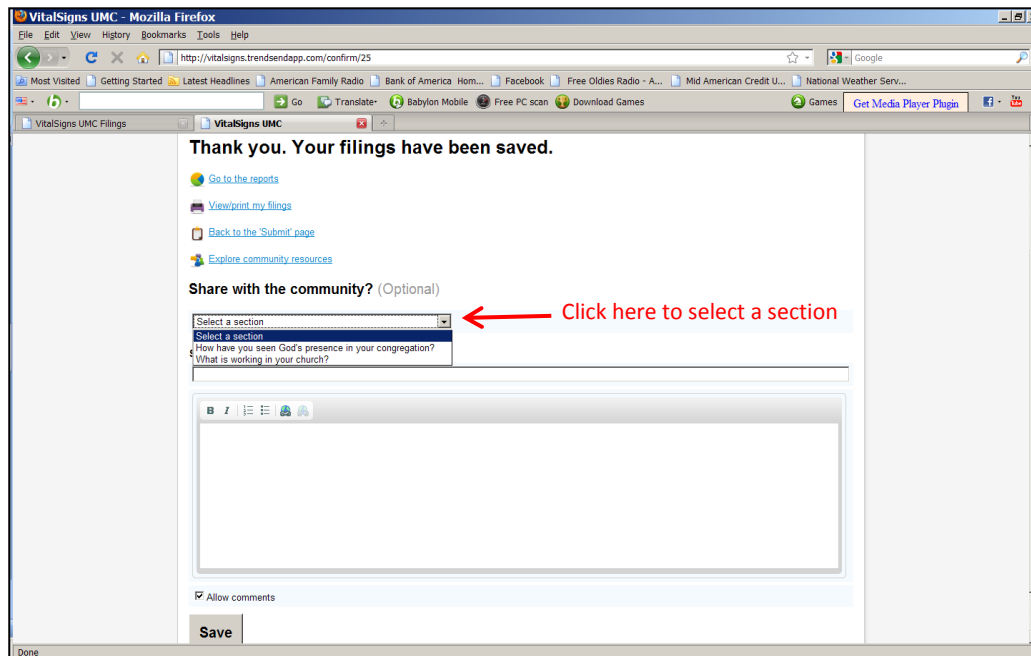 VitalSigns UMC - Mozilla Firefox
File Edit View History Bookmarks Tools Help
http://vitalsigns.trendsendapp.com/confirm/25
Google
Most Visited Getting Started Latest Headlines American Family Radio Bank of America Hom... Facebook Free Oldies Radio - A... Mid American Credit U... National Weather Serv...
Go Translate Babylon Mobile Free PC scan Download Games Games Get Media Player Plugin
VitalSigns UMC Filings VitalSigns UMC
Thank you. Your filings have been saved.
Go to the reports
View/print my filings
Back to the 'Submit' page
Explore community resources
Share with the community? (Optional)
Click here to select a section
Select a section
Select a section
How have you seen God's presence in your congregation?
What is working in your church?
B I
Allow comments
Save
Done